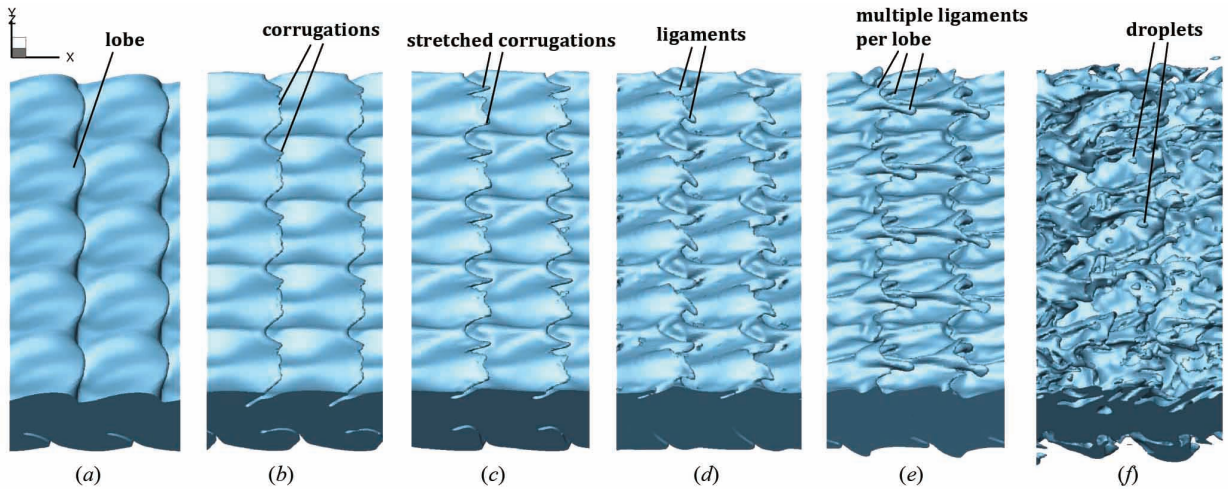 Y
Z
X
lobe
corrugations
stretched corrugations
ligaments
multiple ligaments
per lobe
droplets
(a)
(b)
(c)
(d)
(e)
(f)